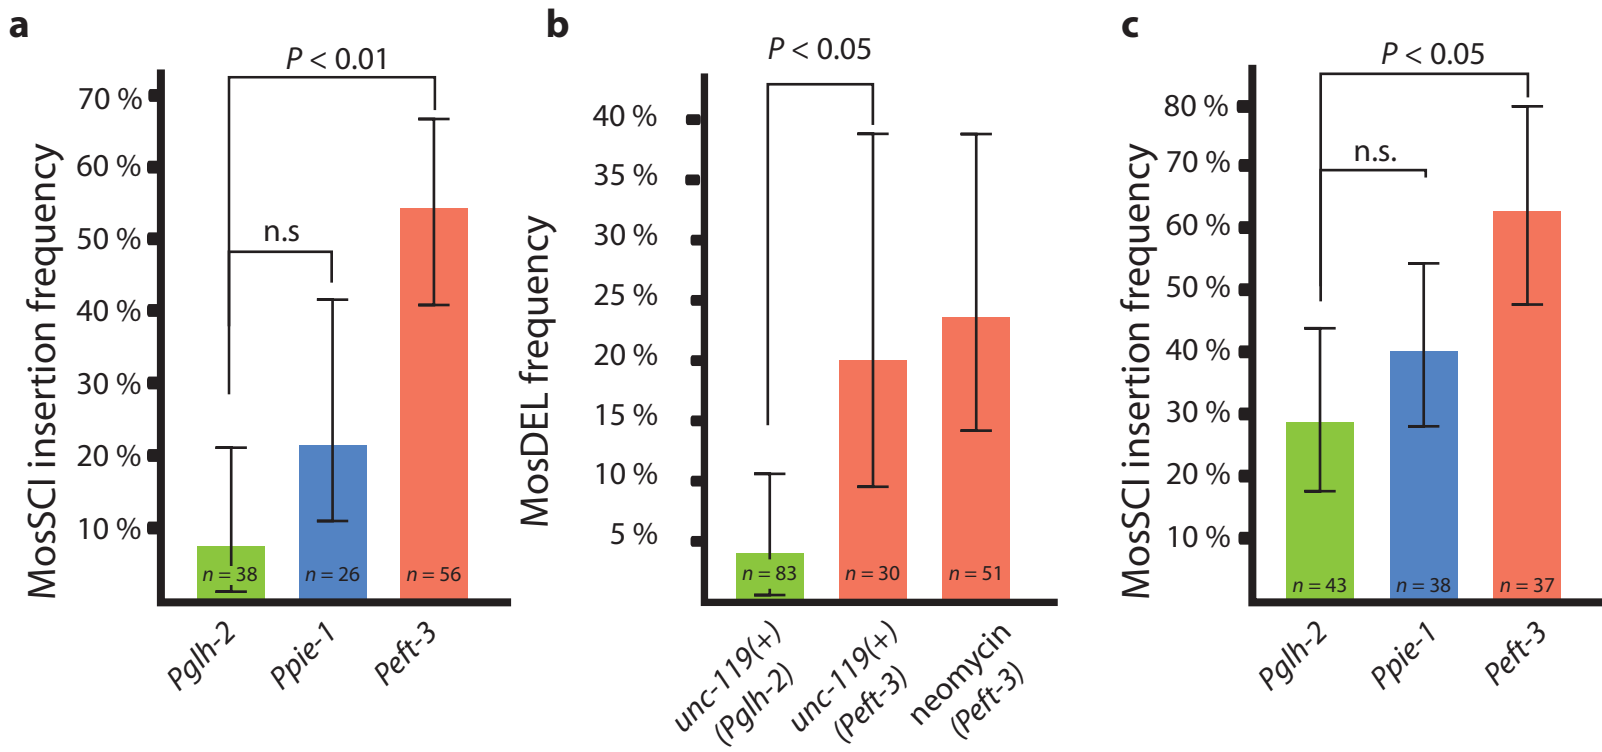 a
P < 0.01
70 %
60 %
50 %
40 %
30 %
20 %
10 %
MosSCI insertion frequency
n.s
n = 38
n = 26
n = 56
Pglh-2
Ppie-1
Peft-3
b
P < 0.05
40 %
35 %
30 %
25 %
20 %
15 %
10 %
5 %
MosDEL frequency
n = 83
n = 30
n = 51
unc-119(+)
(Pglh-2)
unc-119(+)
(Peft-3)
neomycin
(Peft-3)
c
P < 0.05
80 %
70 %
60 %
50 %
40 %
30 %
20 %
10 %
MosSCI insertion frequency
n.s.
n = 43
n = 38
n = 37
Pglh-2
Ppie-1
Peft-3